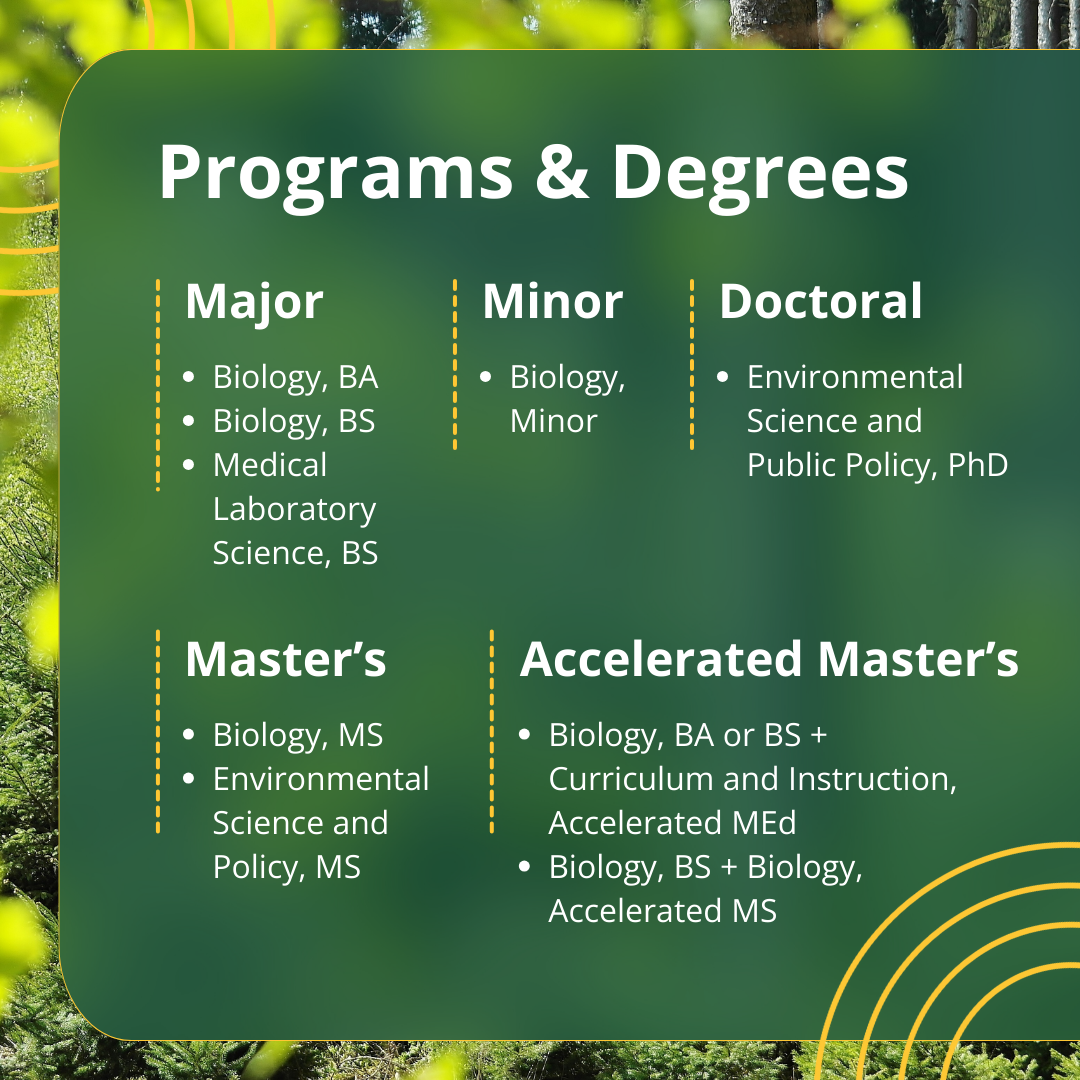 Programs & Degrees
Major
• Biology, BA
• Biology, BS
• Medical
Laboratory
Science, BS
Minor
• Biology,
Minor
Doctoral
• Environmental
Science and
Public Policy, PhD
Master’s
• Biology, MS
• Environmental
Science and
Policy, MS
Accelerated Master’s
• Biology, BA or BS +
Curriculum and Instruction,
Accelerated MEd
• Biology, BS + Biology,
Accelerated MS